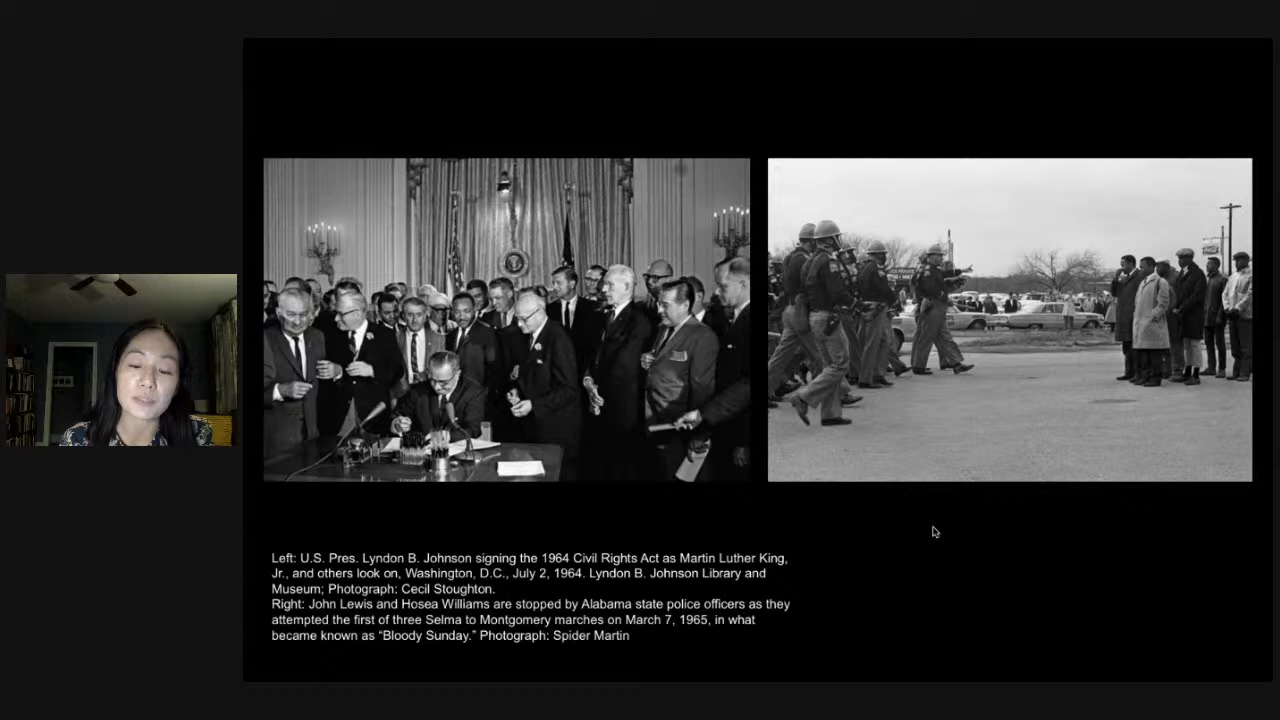 Left: U.S. Pres. Lyndon B. Johnson signing the 1964 Civil Rights Act as Martin Luther King,
Jr., and others look on, Washington, D.C., July 2, 1964. Lyndon B. Johnson Library and
Museum; Photograph: Cecil Stoughton.
Right: John Lewis and Hosea Williams are stopped by Alabama state police officers as they
attempted the first of three Selma to Montgomery marches on March 7, 1965, in what
became known as “Bloody Sunday.” Photograph: Spider Martin